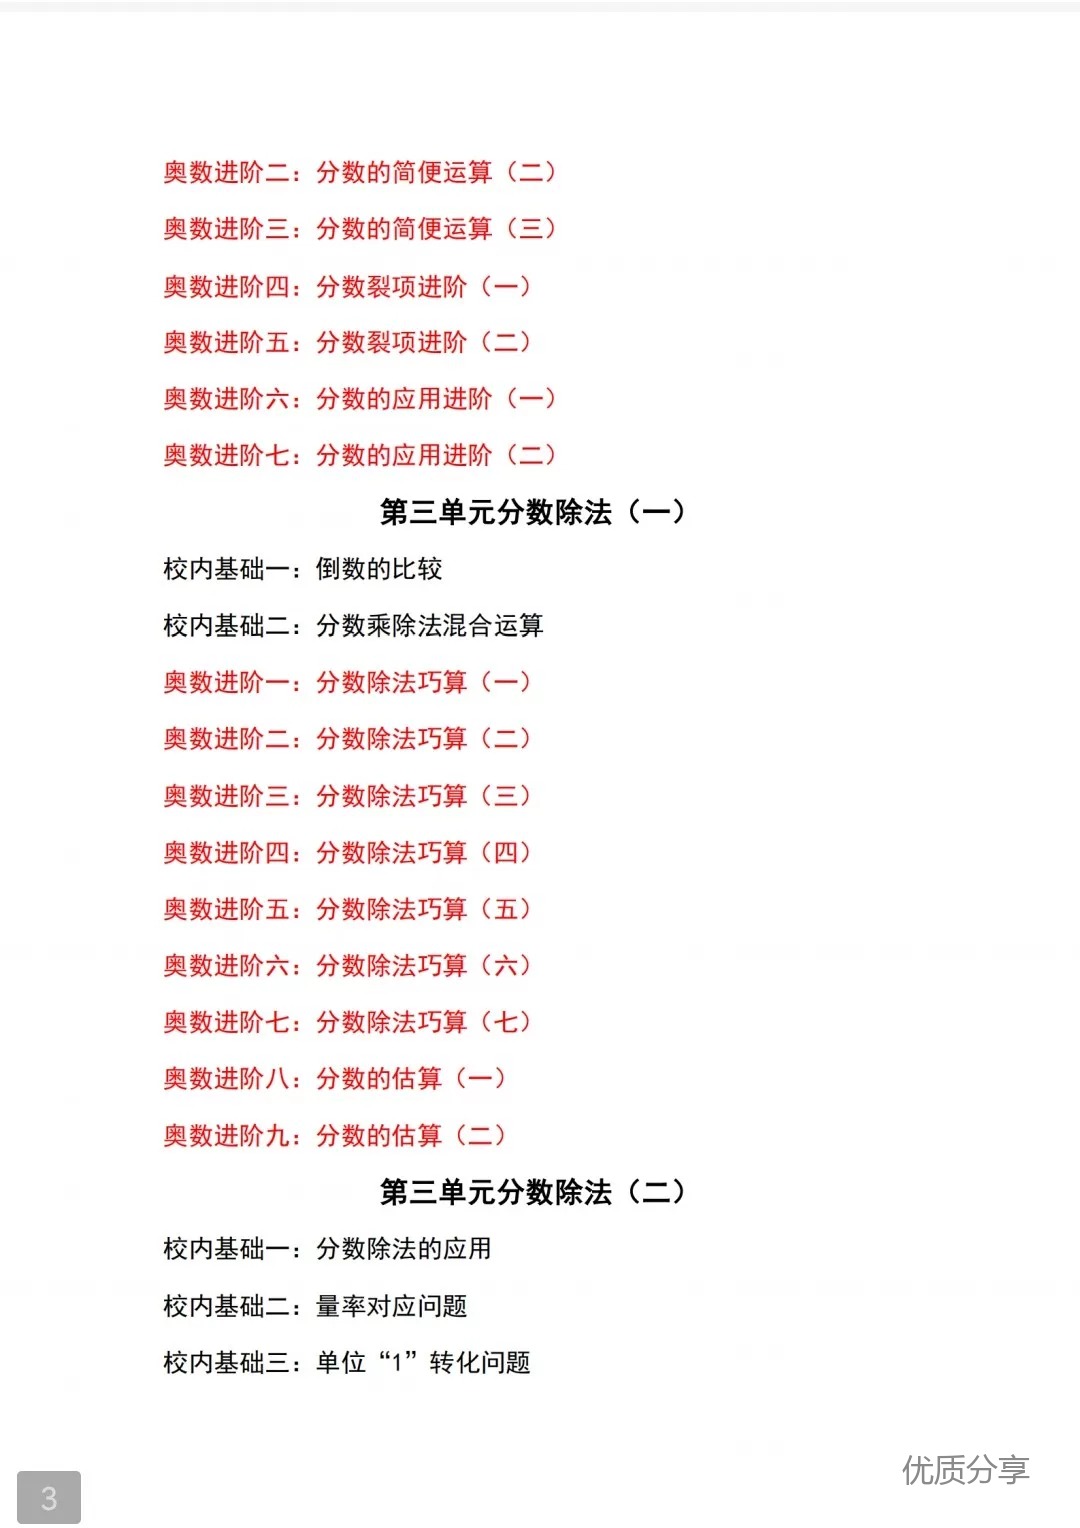 奥数进阶二：分数的简便运算（二）
奥数进阶三：分数的简便运算（三）
奥数进阶四：分数裂项进阶（一）
奥数进阶五：分数裂项进阶（二）
奥数进阶六：分数的应用进阶（一）
奥数进阶七：分数的应用进阶（二）
第三单元分数除法（一）
校内基础一：倒数的比较
校内基础二：分数乘除法混合运算
奥数进阶一：分数除法巧算（一）
奥数进阶二：分数除法巧算（二）
奥数进阶三：分数除法巧算（三）
奥数进阶四：分数除法巧算（四）
奥数进阶五：分数除法巧算（五）
奥数进阶六：分数除法巧算（六）
奥数进阶七：分数除法巧算（七）
奥数进阶八：分数的估算（一）
奥数进阶九：分数的估算（二）
第三单元分数除法（二）
校内基础一：分数除法的应用
校内基础二：量率对应问题
校内基础三：单位“1”转化问题
优质分享
3